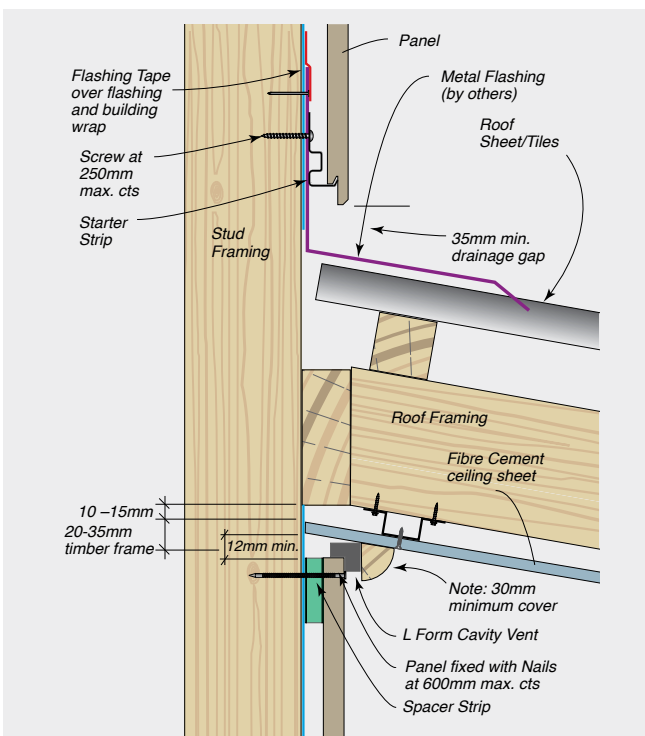 Panel
Flashing Tape
over flashing
and building
wrap
Metal Flashing
(by others)
Roof
Sheet/Tiles
Screw at
250mm
max. cts
Starter
Strip
Stud
Framing
35mm min.
drainage gap
Roof Framing
Fibre Cement
ceiling sheet
10 –15mm
20-35mm
timber frame
12mm min.
Note: 30mm
minimum cover
L Form Cavity Vent
Panel fixed with Nails
at 600mm max. cts
Spacer Strip